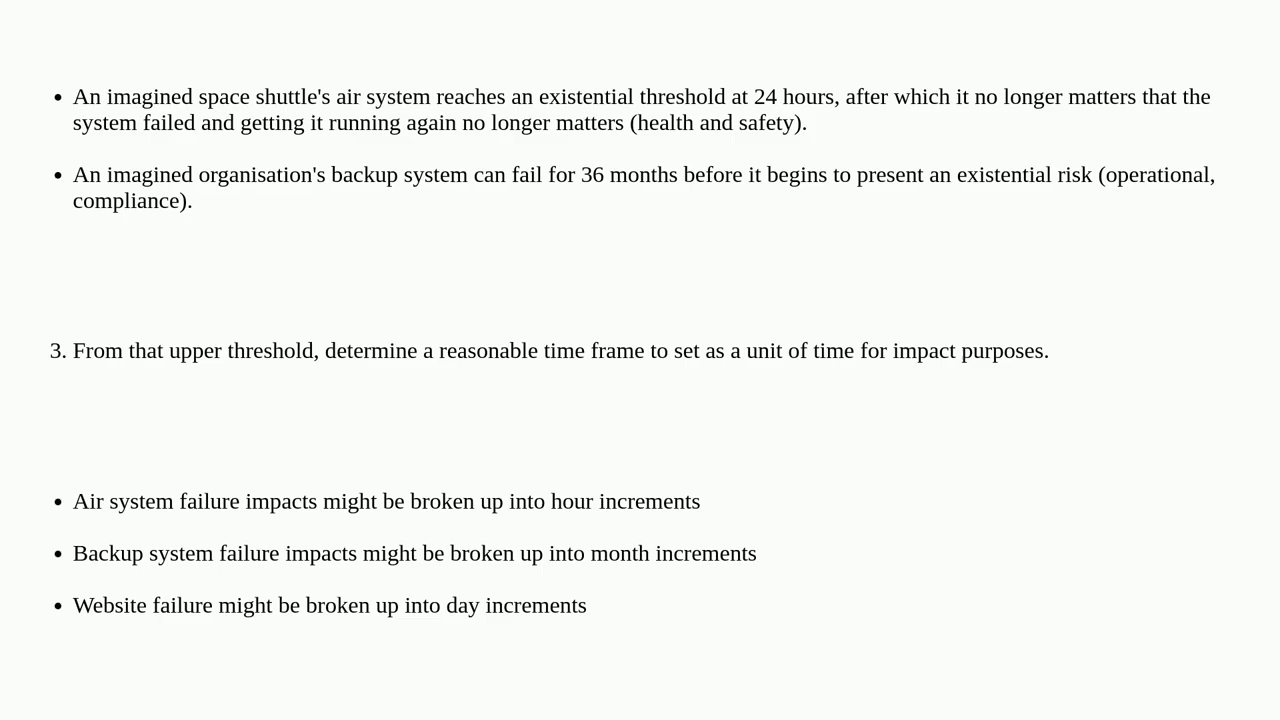 • An imagined space shuttle's air system reaches an existential threshold at 24 hours, after which it no longer matters that the
system failed and getting it running again no longer matters (health and safety).
• An imagined organisation's backup system can fail for 36 months before it begins to present an existential risk (operational,
compliance).
3. From that upper threshold, determine a reasonable time frame to set as a unit of time for impact purposes.
• Air system failure impacts might be broken up into hour increments
• Backup system failure impacts might be broken up into month increments
• Website failure might be broken up into day increments